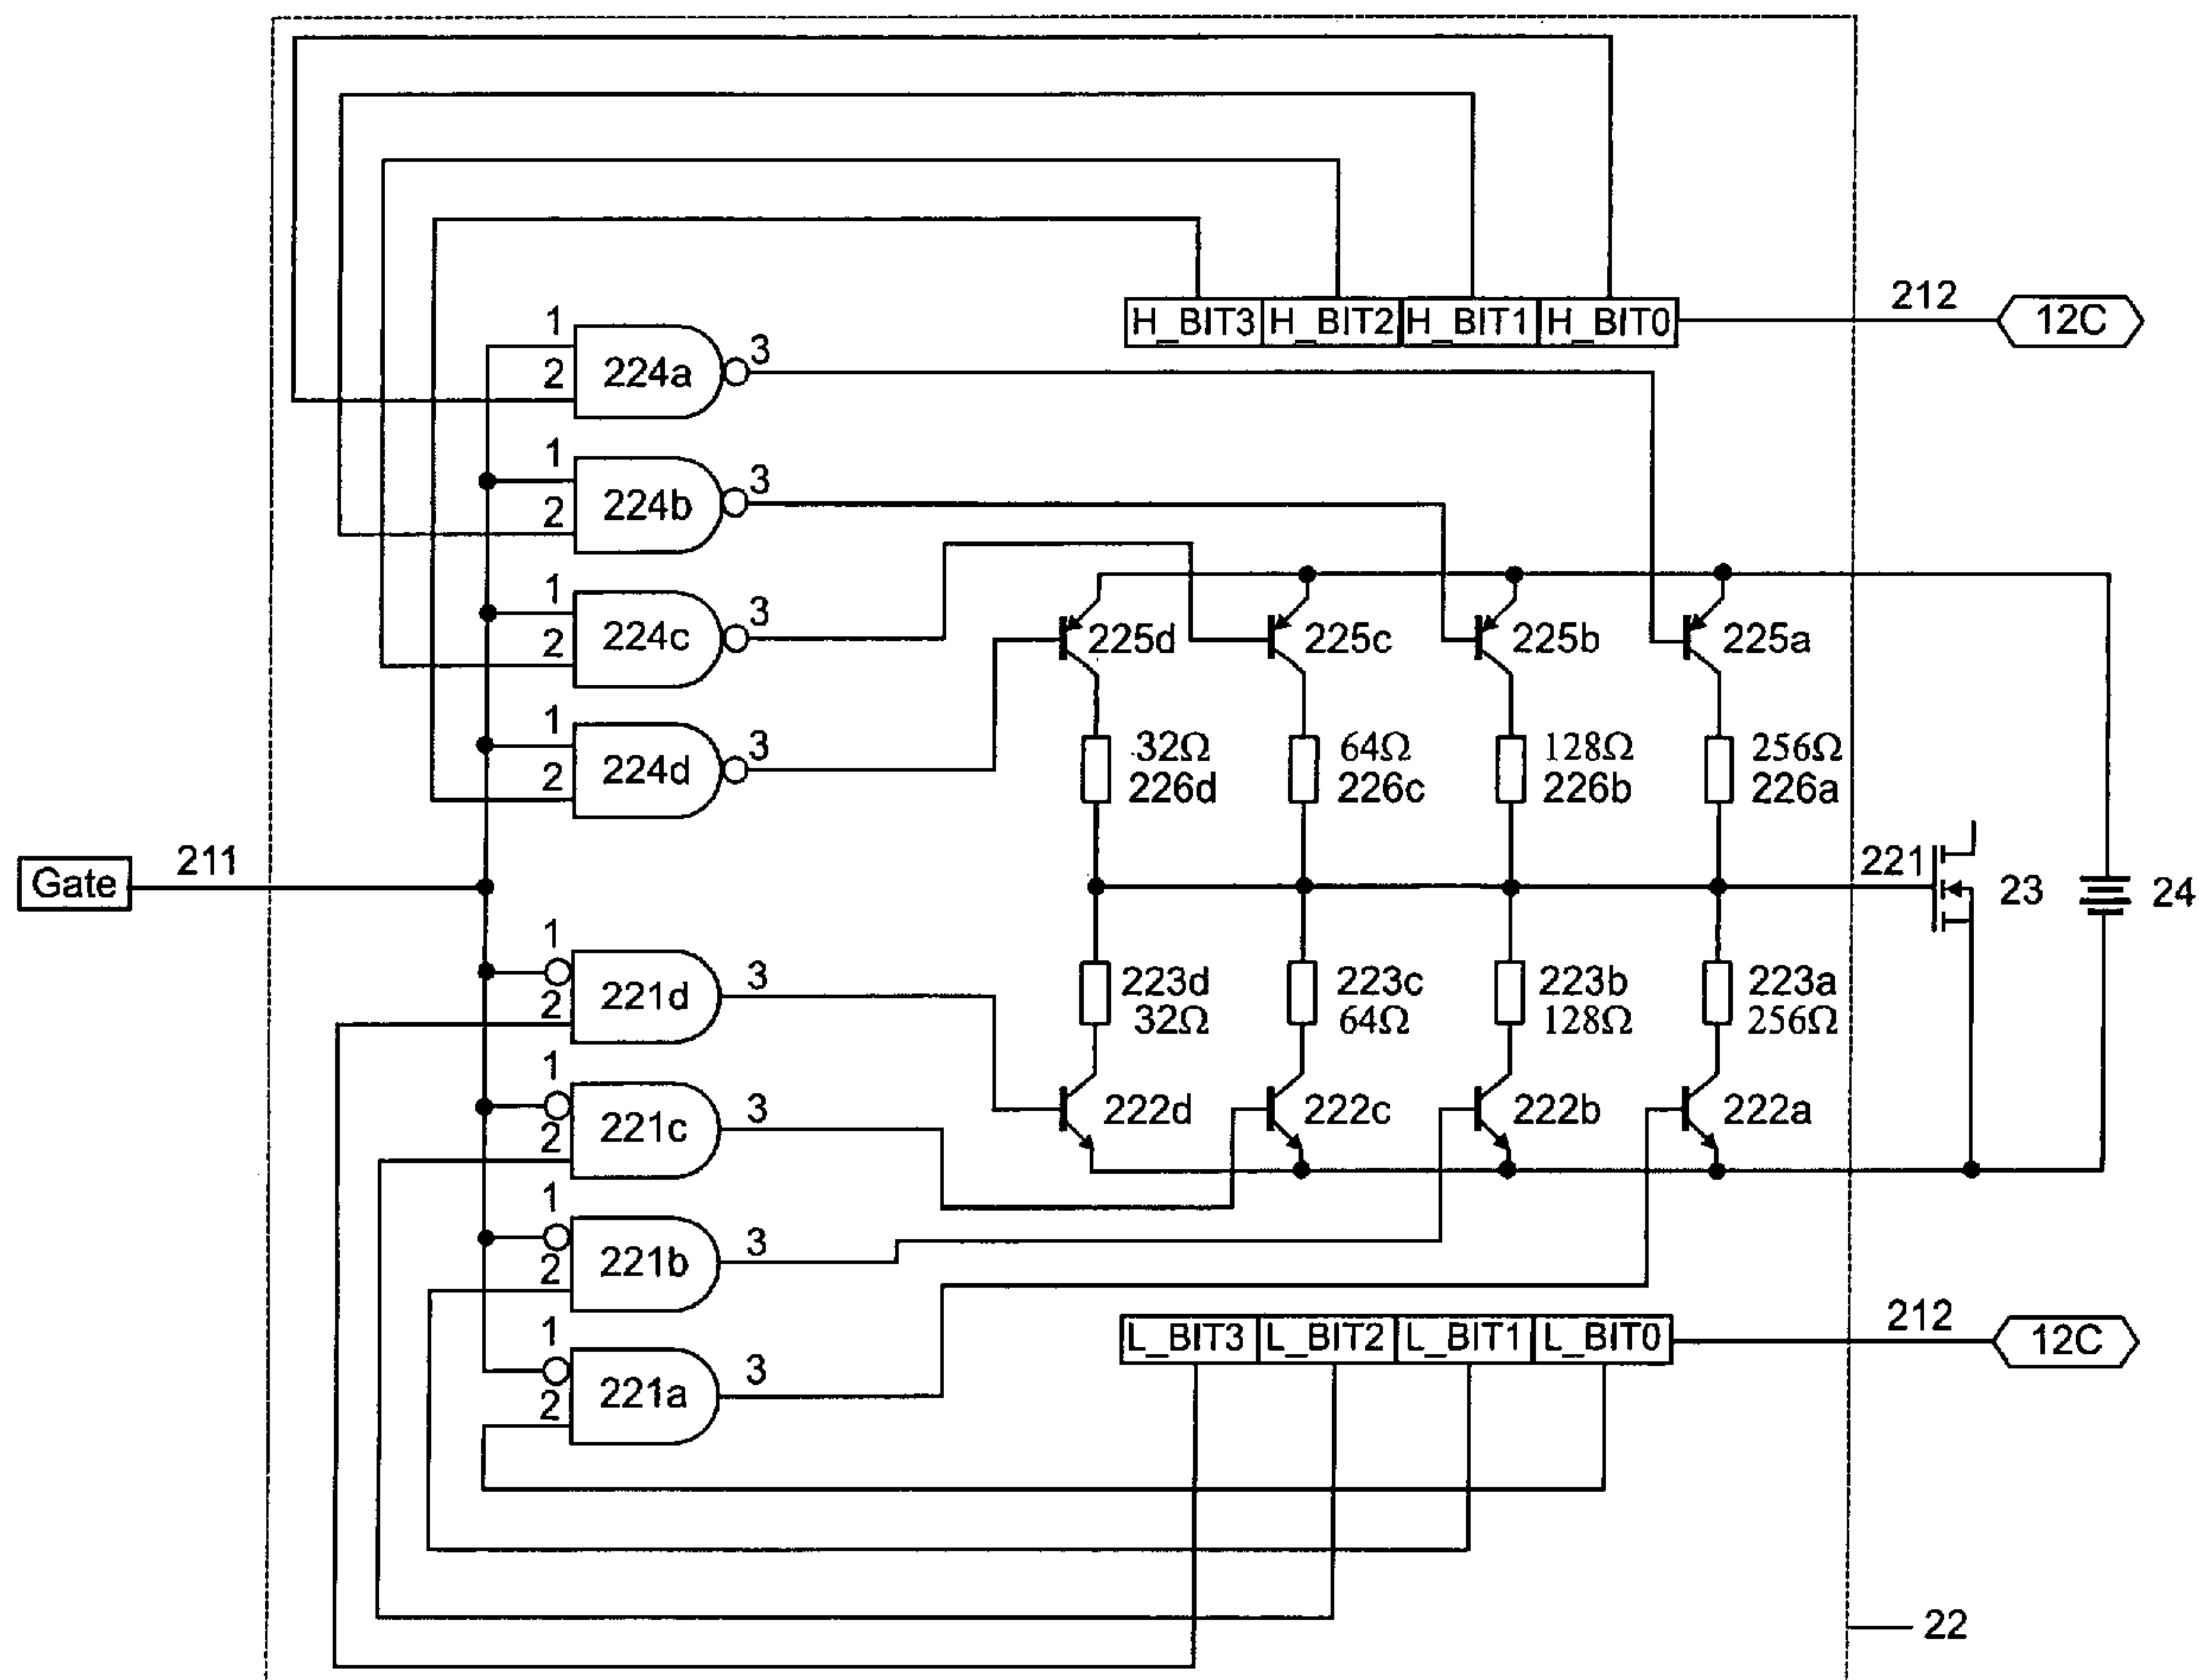 H_BIT3 H_BIT2 H_BIT1 H_BIT0
212
12C
1
2
224a
3
1
2
224b
3
1
2
224c
3
1
2
224d
3
225d
225c
225b
225a
32Ω
226d
64Ω
226c
128Ω
226b
256Ω
226a
Gate
211
221
23
24
1
2
221d
3
1
2
221c
3
1
2
221b
3
1
2
221a
3
223d
32Ω
223c
64Ω
223b
128Ω
223a
256Ω
222d
222c
222b
222a
L_BIT3 L_BIT2 L_BIT1 L_BIT0
212
12C
22